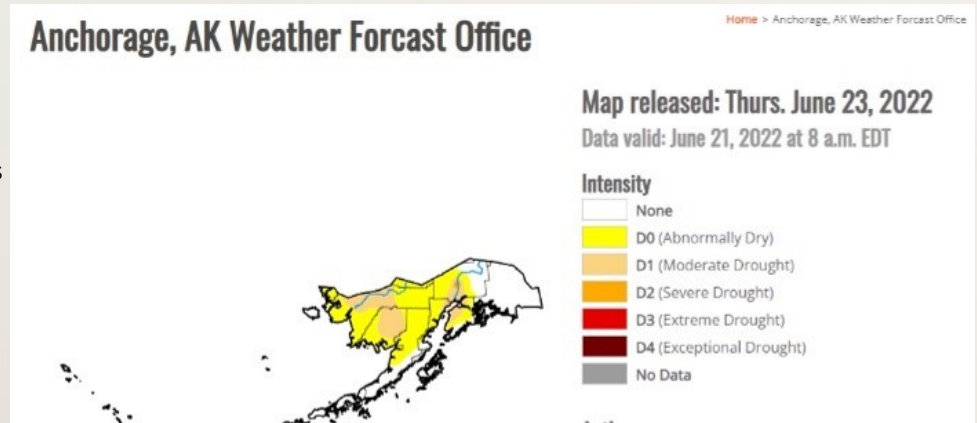 Anchorage, AK Weather Forcast Office
Home > Anchorage, AK Weather Forcast Office
Map released: Thurs. June 23, 2022
Data valid: June 21, 2022 at 8 a.m. EDT
Intensity
None
D0 (Abnormally Dry)
D1 (Moderate Drought)
D2 (Severe Drought)
D3 (Extreme Drought)
D4 (Exceptional Drought)
No Data